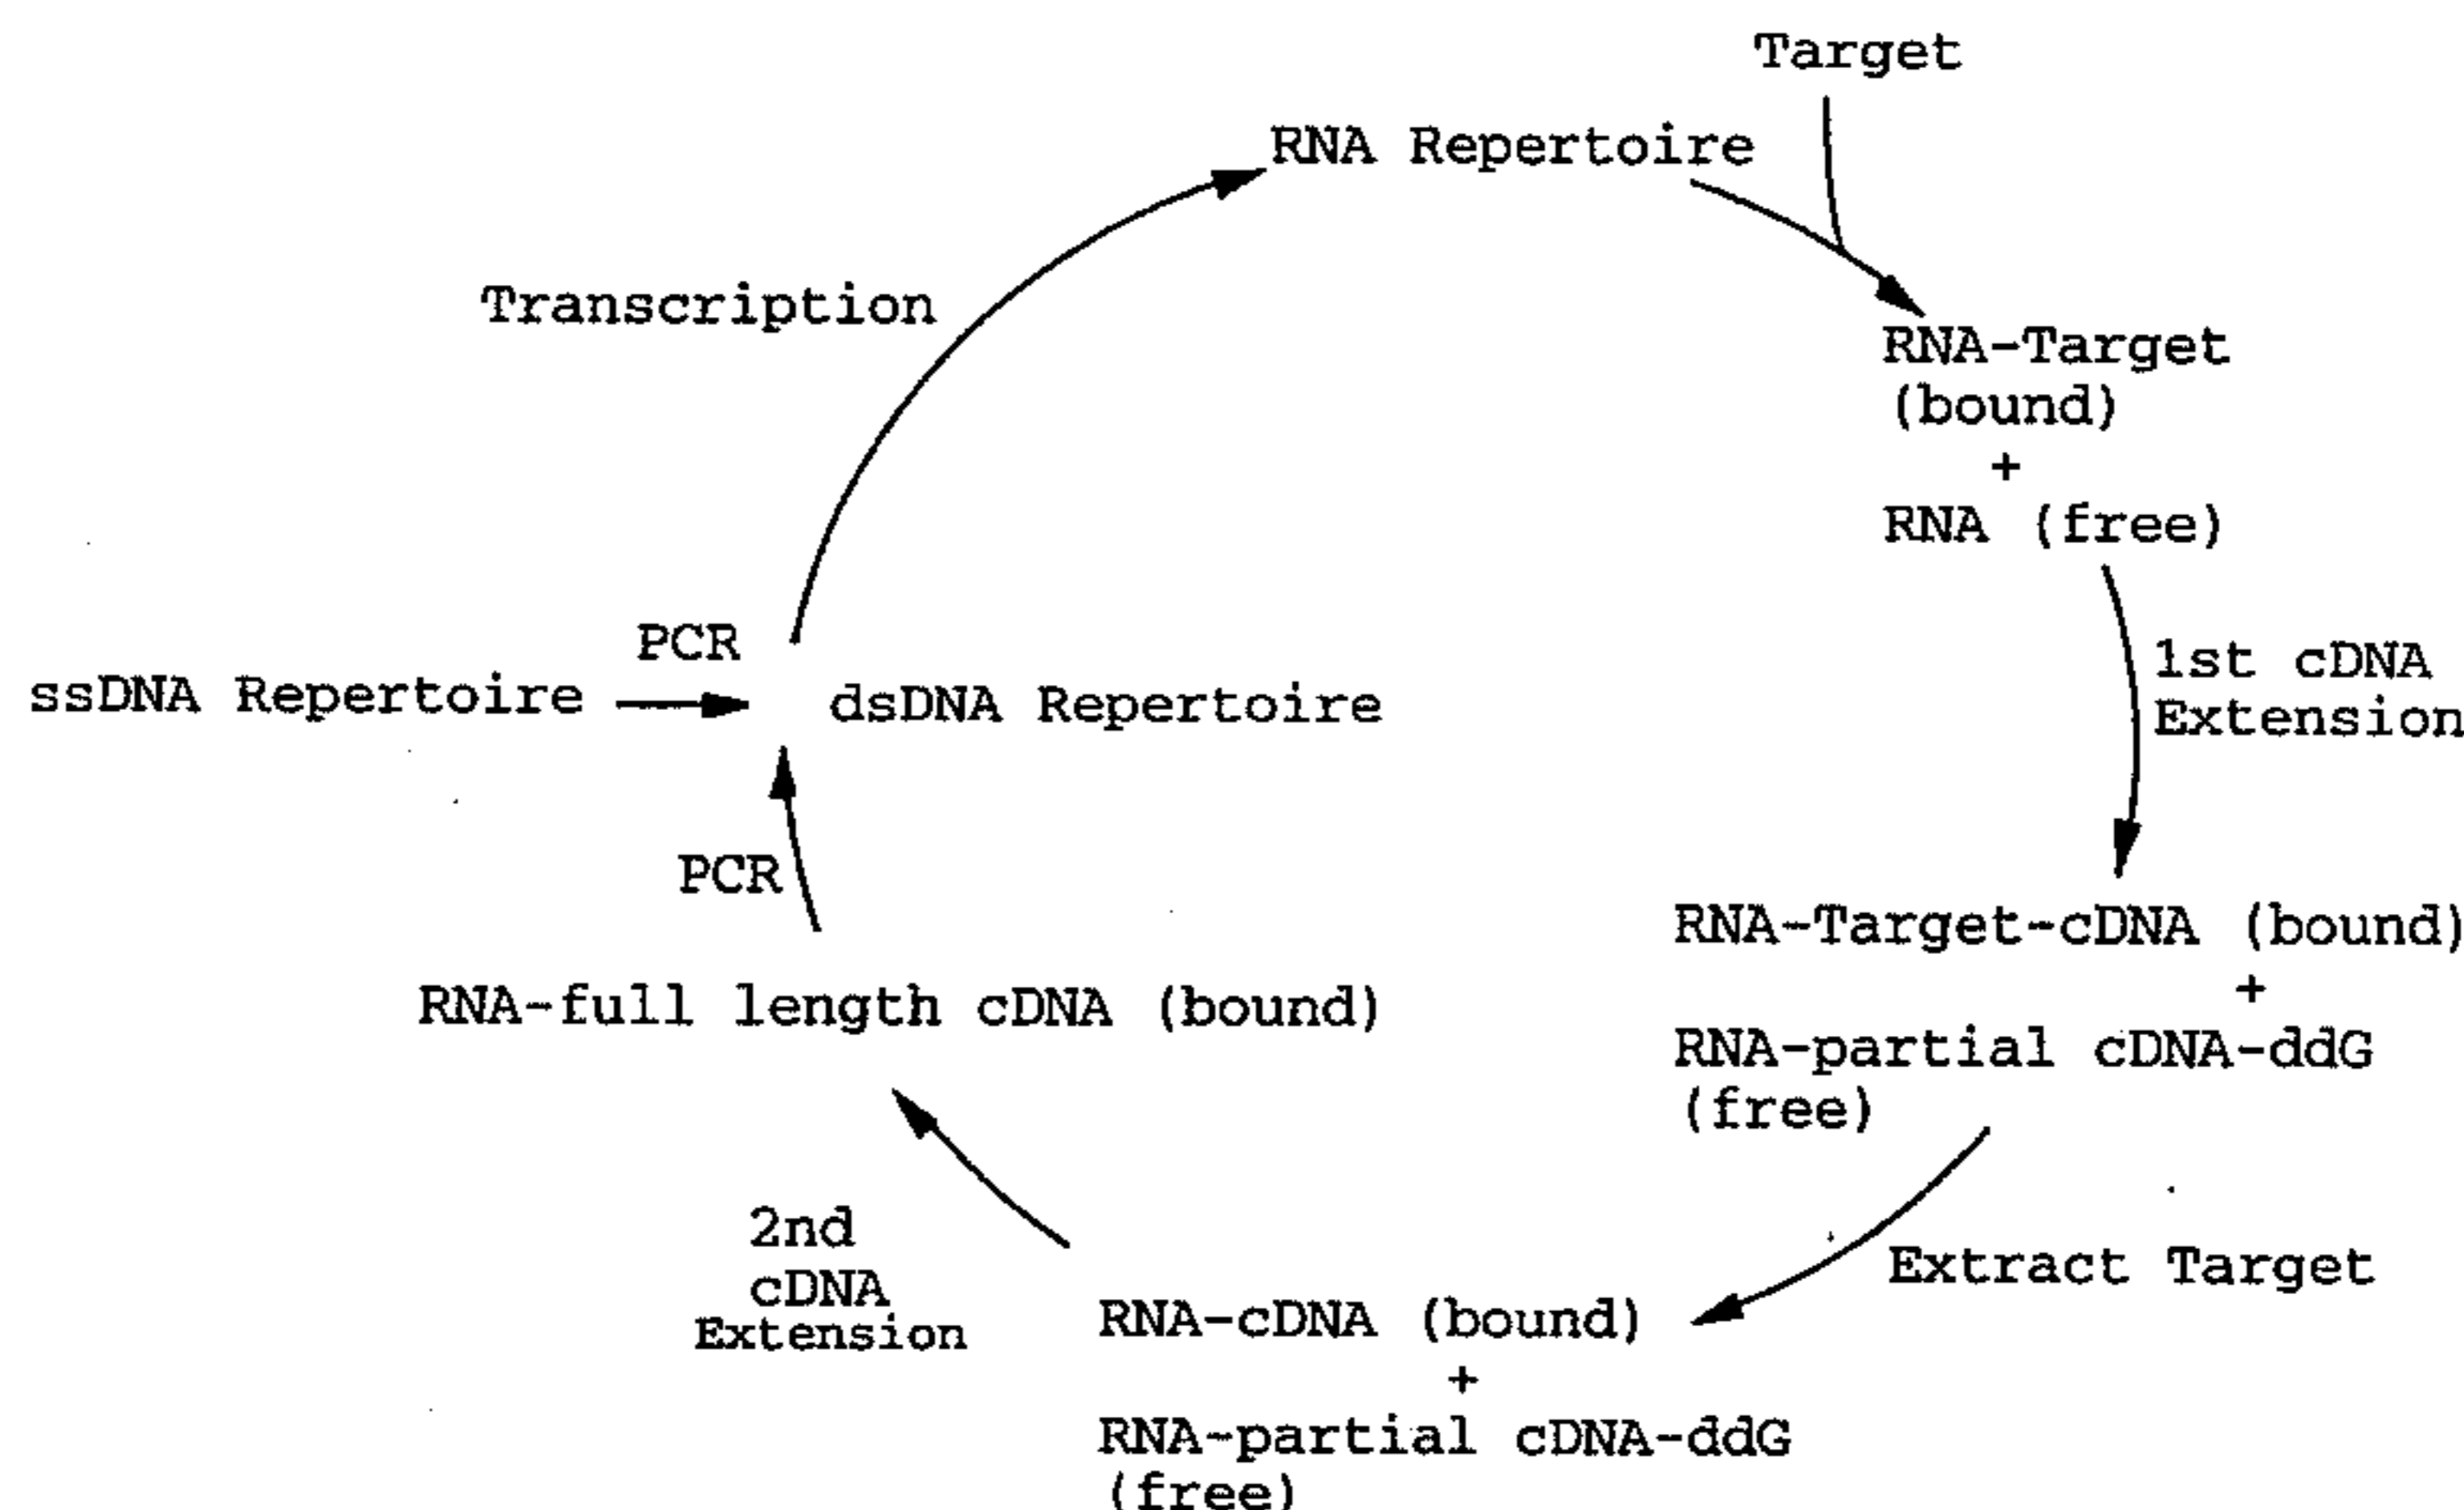 Target
RNA Repertoire
Transcription
RNA-Target
(bound)
+
RNA (free)
PCR
ssDNA Repertoire
dsDNA Repertoire
1st cDNA
Extension
PCR
RNA-Target-cDNA (bound)
+
RNA-partial cDNA-ddG
(free)
RNA-full length cDNA (bound)
2nd
cDNA
Extension
Extract Target
RNA-cDNA (bound)
+
RNA-partial cDNA-ddG
(free)